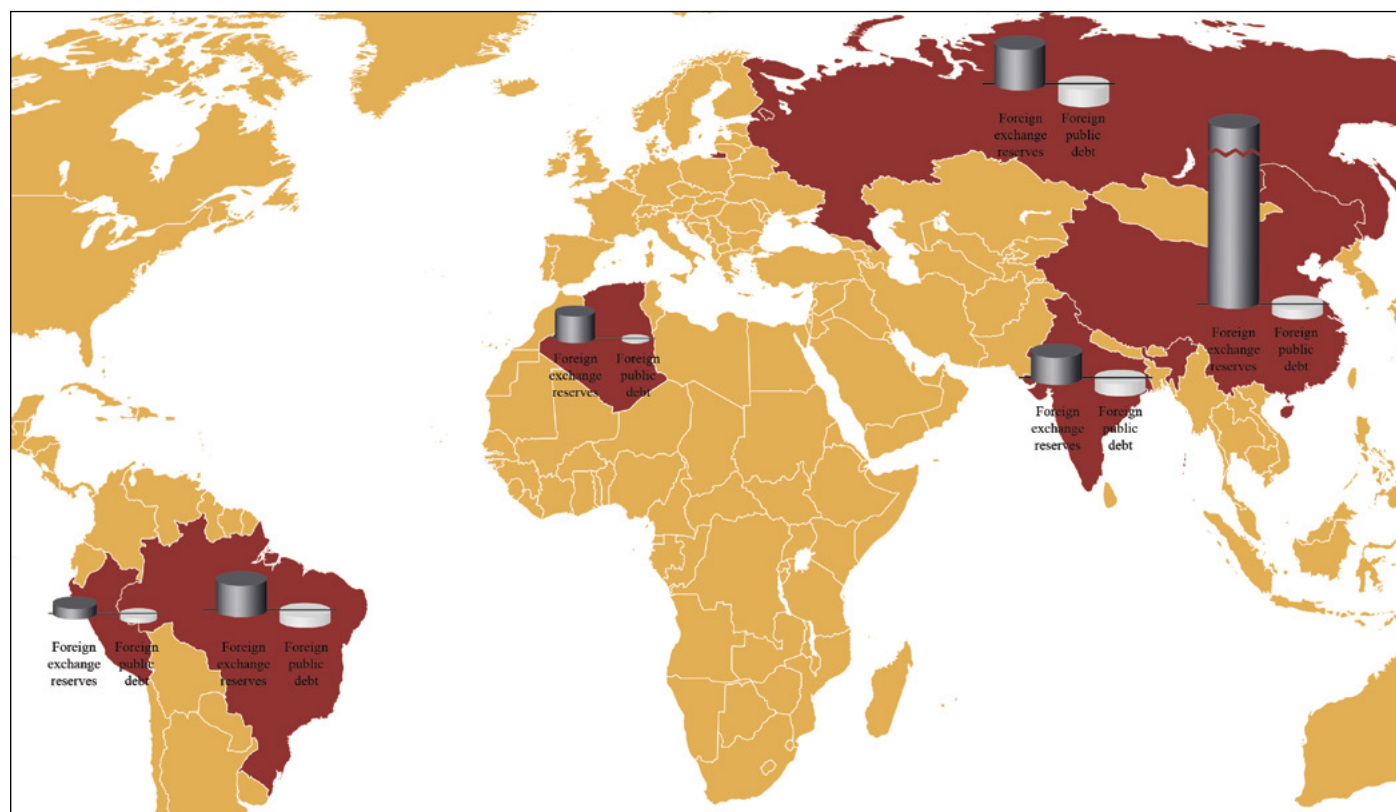 Foreign
exchange
reserves
Foreign
public
debt
Foreign
exchange
reserves
Foreign
public
debt
Foreign
exchange
reserves
Foreign
public
debt
Foreign
exchange
reserves
Foreign
public
debt
Foreign
exchange
reserves
Foreign
public
debt
Foreign
exchange
reserves
Foreign
public
debt